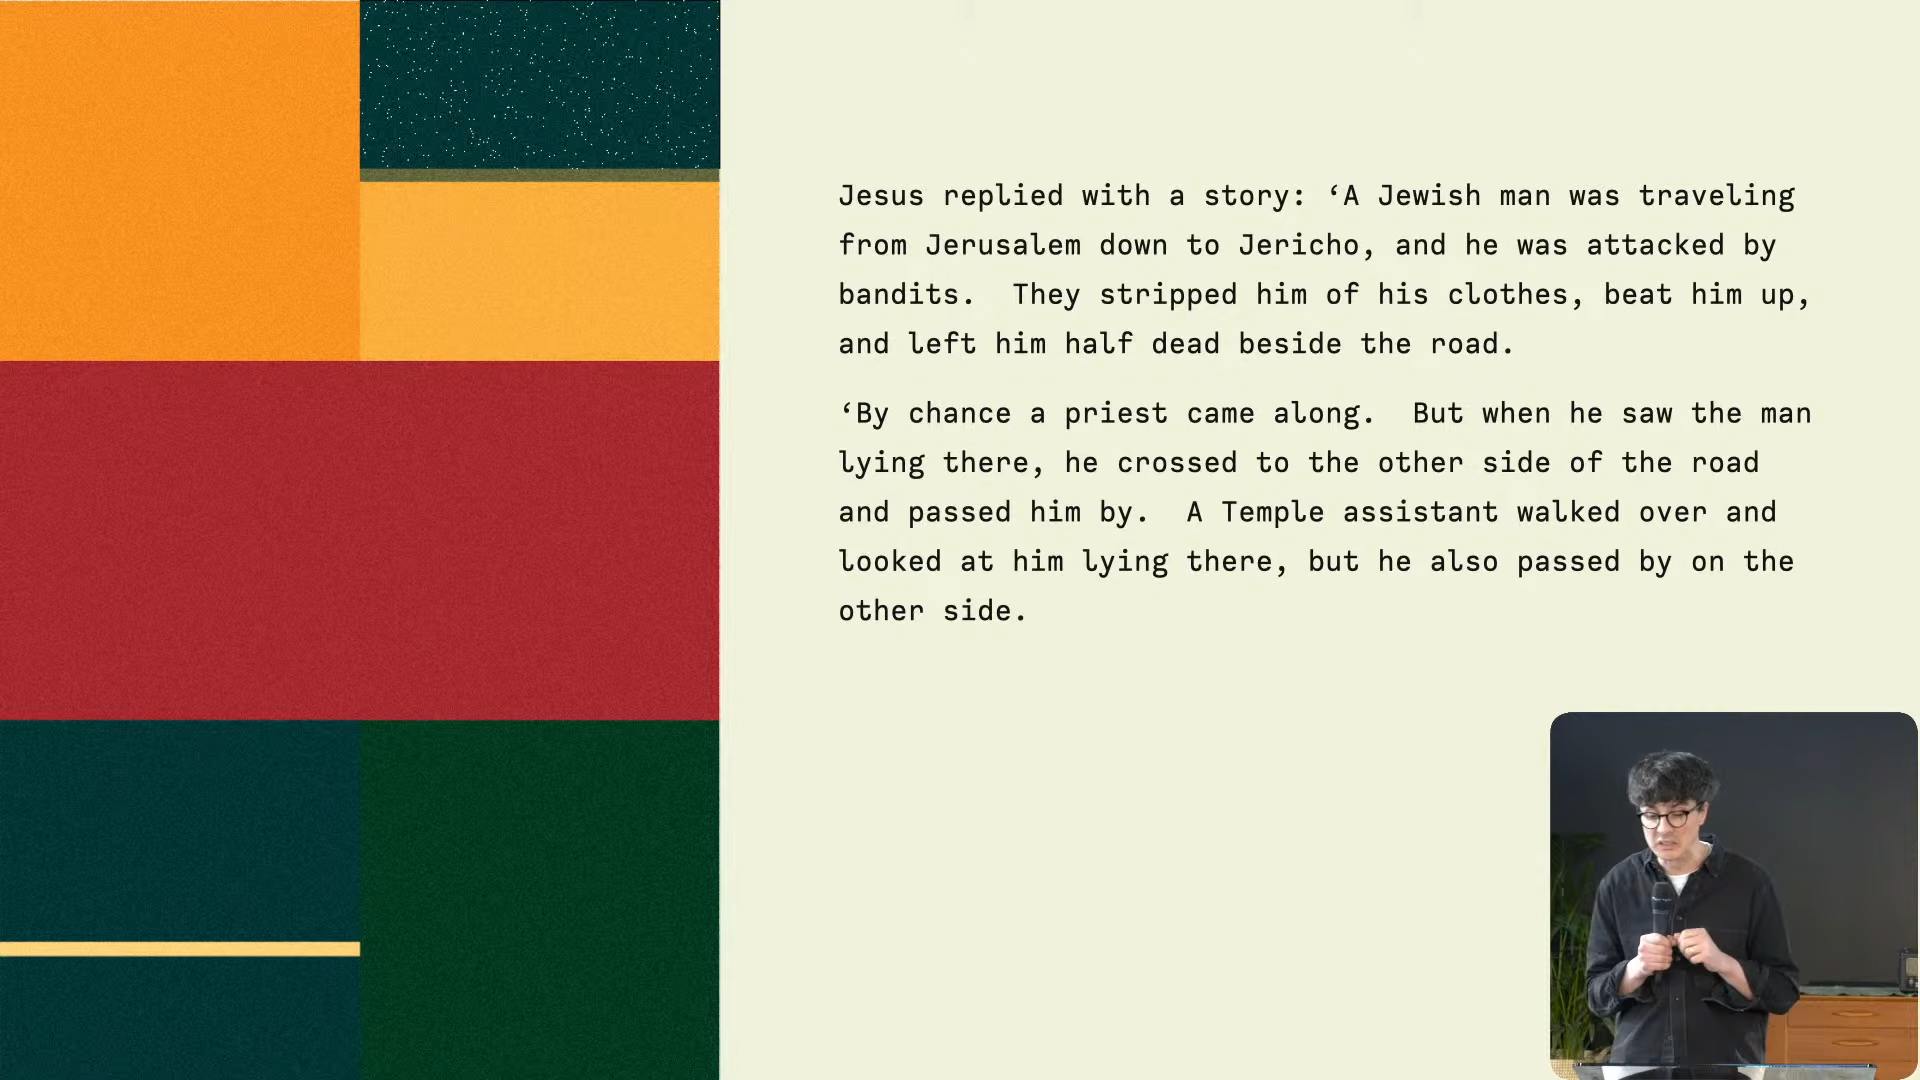 Jesus replied with a story: ‘A Jewish man was traveling
from Jerusalem down to Jericho, and he was attacked by
bandits.  They stripped him of his clothes, beat him up,
and left him half dead beside the road.
‘By chance a priest came along.  But when he saw the man
lying there, he crossed to the other side of the road
and passed him by.  A Temple assistant walked over and
looked at him lying there, but he also passed by on the
other side.